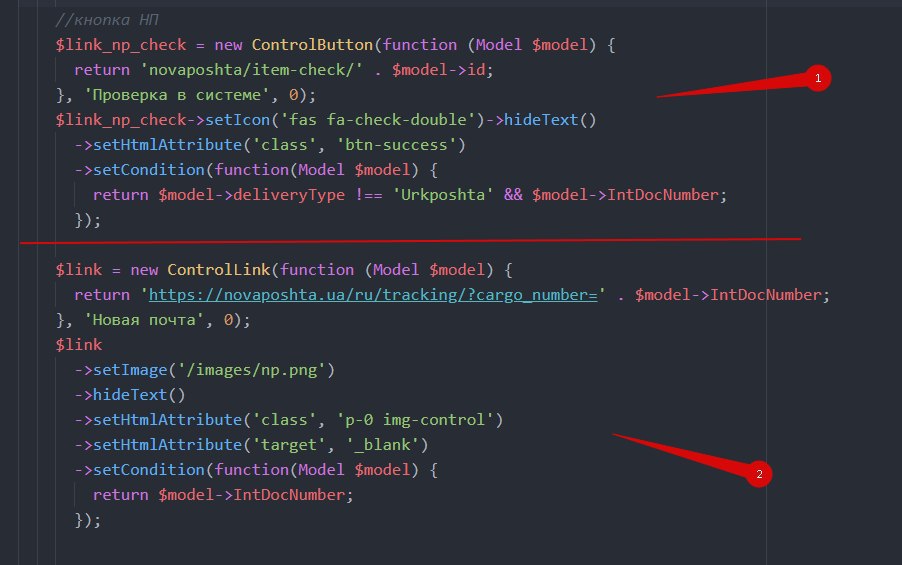 //кнопка НП
$link_np_check = new ControlButton(function (Model $model) {
return 'novaposhta/item-check/' . $model->id;
}, 'Проверка в системе', 0);
1
$link_np_check->setIcon('fas fa-check-double')->hideText()
->setHtmlAttribute('class', 'btn-success')
->setCondition(function(Model $model) {
return $model->deliveryType !== 'Urkposhta' && $model->IntDocNumber;
});
$link = new ControlLink(function (Model $model) {
return 'https://novaposhta.ua/ru/tracking/?cargo_number=' . $model->IntDocNumber;
}, 'Новая почта', 0);
$link
->setImage('/images/np.png')
->hideText()
->setHtmlAttribute('class', 'p-0 img-control')
->setHtmlAttribute('target', '_blank')
->setCondition(function(Model $model) {
2
return $model->IntDocNumber;
});